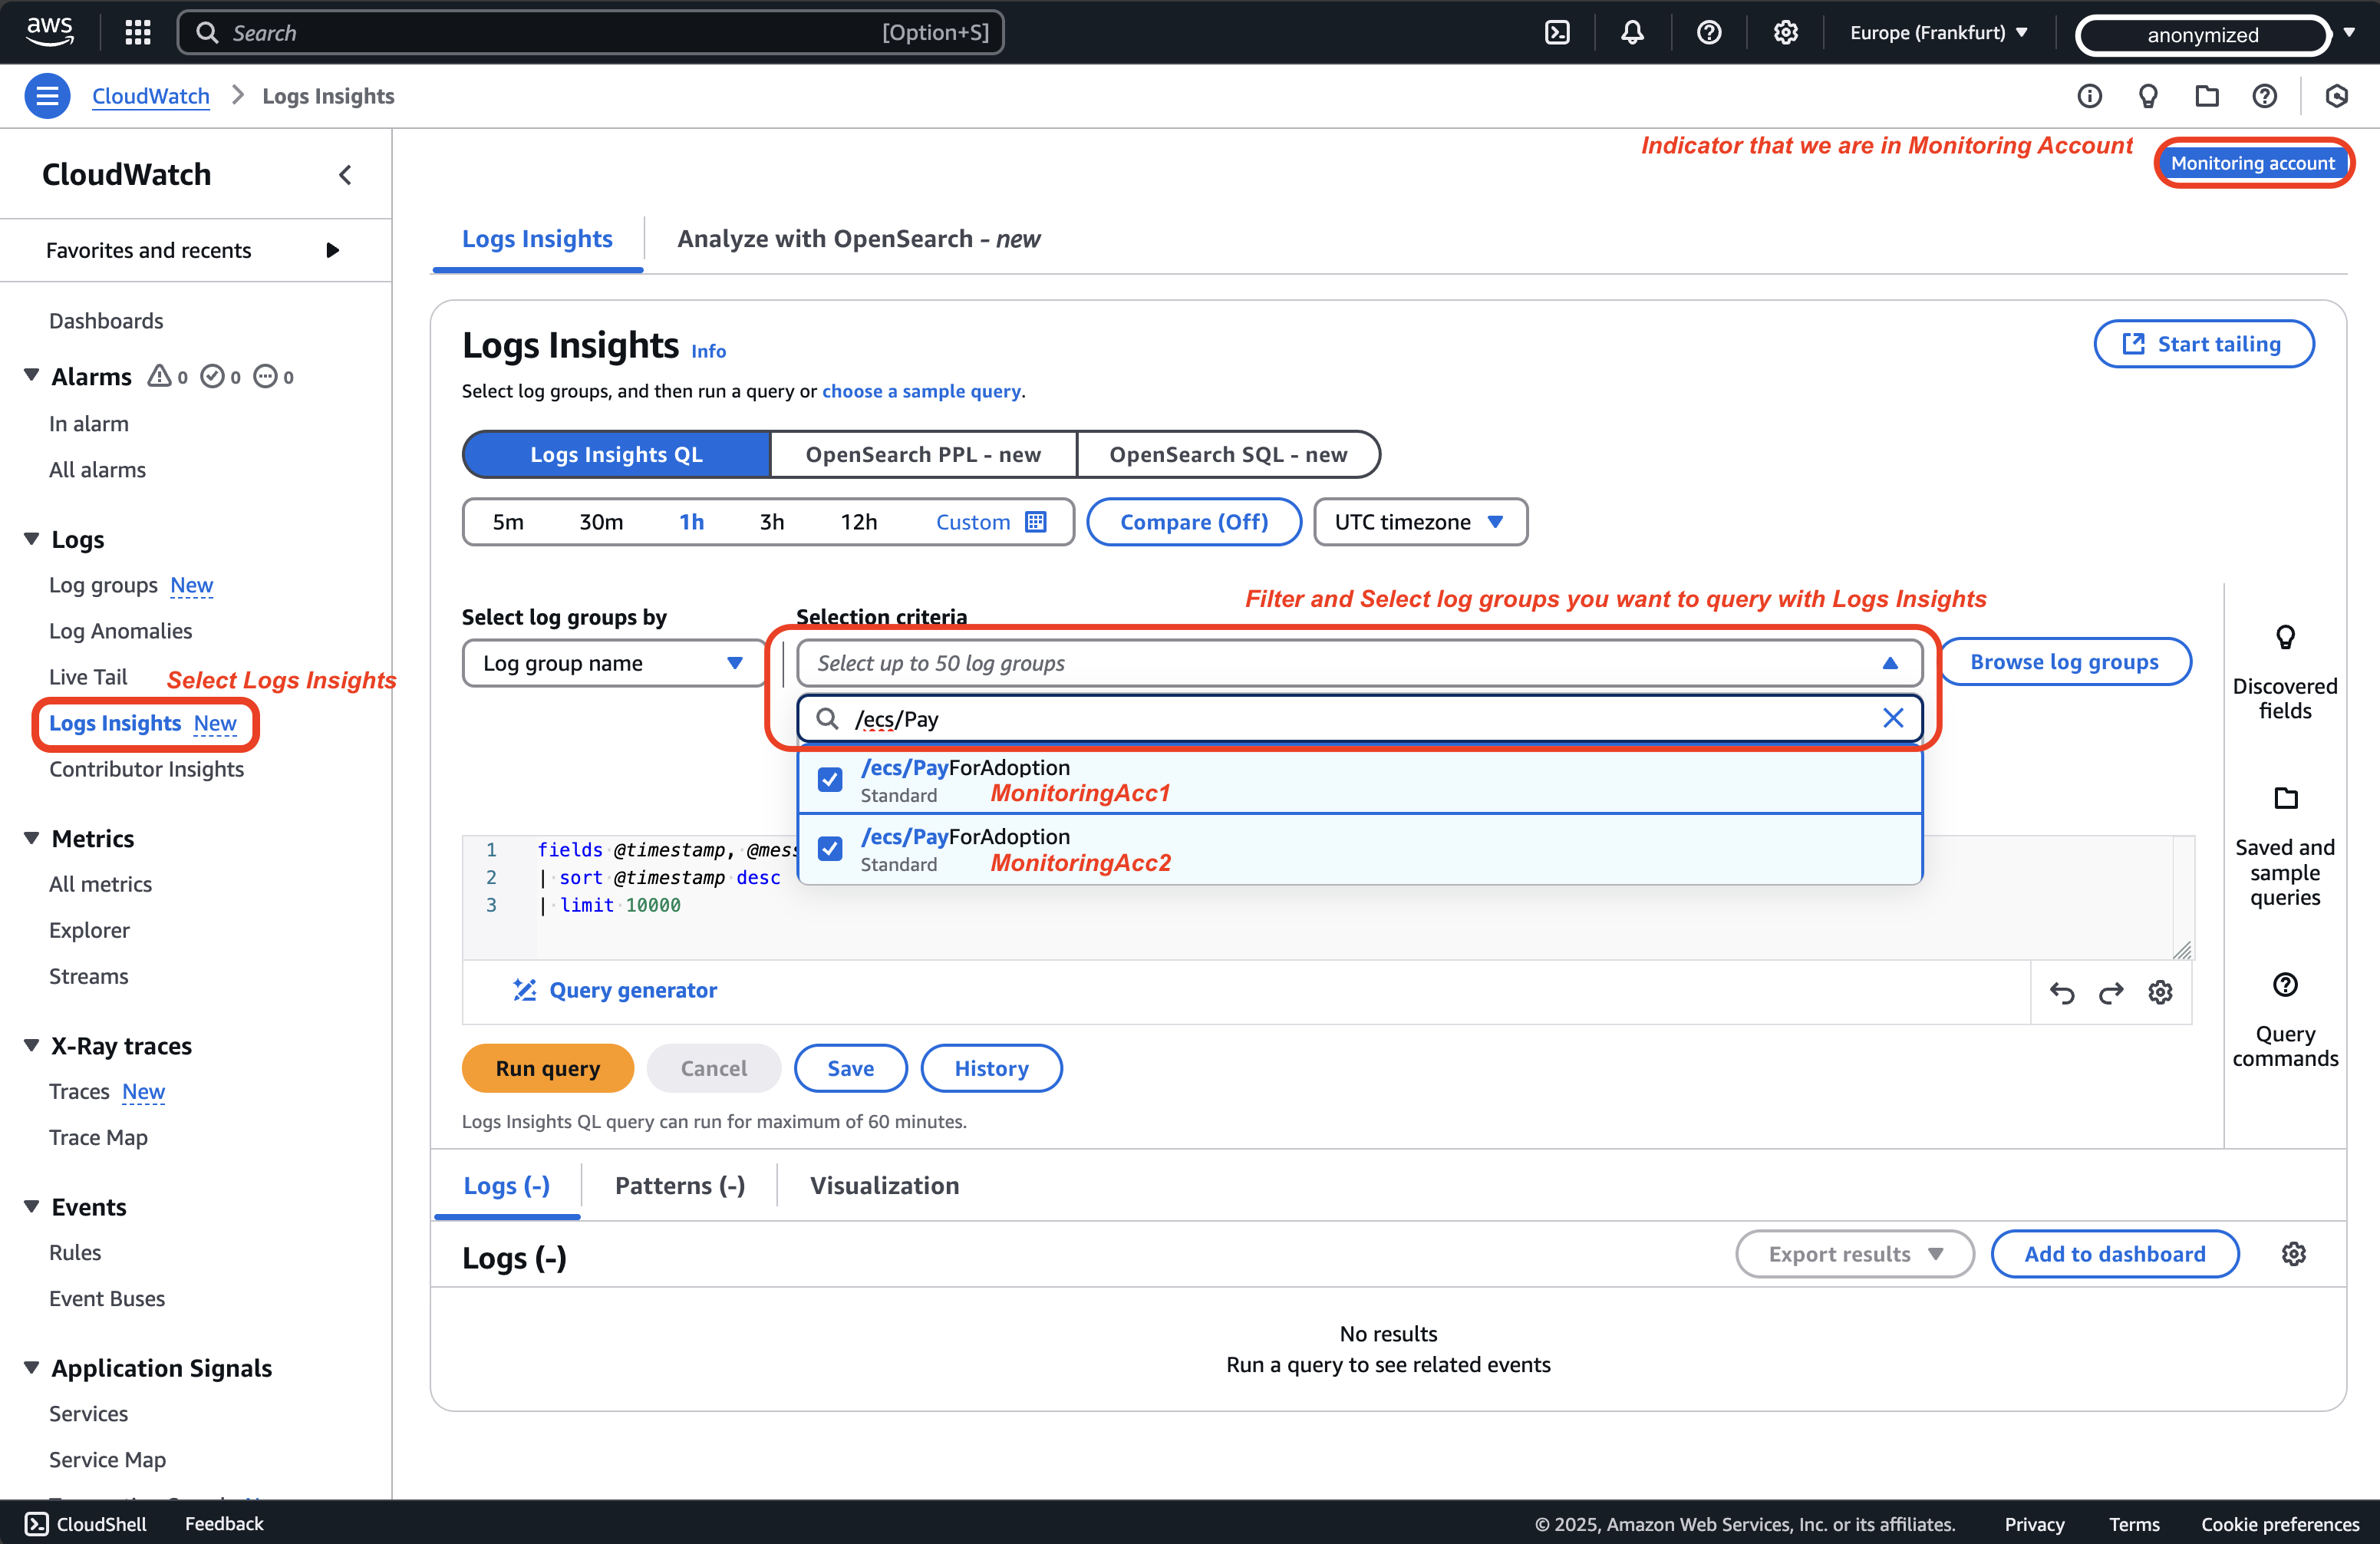 aws
Search [Option+S]
Europe (Frankfurt)
anonymized
CloudWatch
Logs Insights
Indicator that we are in Monitoring Account
Monitoring account
CloudWatch
Favorites and recents
Dashboards
Alarms 0 0 0
In alarm
All alarms
Logs
Log groups New
Log Anomalies
Live Tail
Select Logs Insights
Logs Insights New
Contributor Insights
Metrics
All metrics
Explorer
Streams
X-Ray traces
Traces New
Trace Map
Events
Rules
Event Buses
Application Signals
Services
Service Map
Logs Insights
Analyze with OpenSearch - new
Logs Insights Info
Start tailing
Select log groups, and then run a query or choose a sample query.
Logs Insights QL
OpenSearch PPL - new
OpenSearch SQL - new
5m 30m 1h 3h 12h Custom
Compare (Off)
UTC timezone
Filter and Select log groups you want to query with Logs Insights
Select log groups by
Selection criteria
Log group name
Select up to 50 log groups
Browse log groups
/ecs/Pay
/ecs/PayForAdoption
Standard MonitoringAcc1
/ecs/PayForAdoption
Standard MonitoringAcc2
1 fields @timestamp, @mess
2 | sort @timestamp desc
3 | limit 10000
Query generator
Discovered
fields
Saved and
sample
queries
Query
commands
Run query
Cancel
Save
History
Logs Insights QL query can run for maximum of 60 minutes.
Logs (-)
Patterns (-)
Visualization
Logs (-)
Export results
Add to dashboard
No results
Run a query to see related events
CloudShell
Feedback
© 2025, Amazon Web Services, Inc. or its affiliates.
Privacy
Terms
Cookie preferences